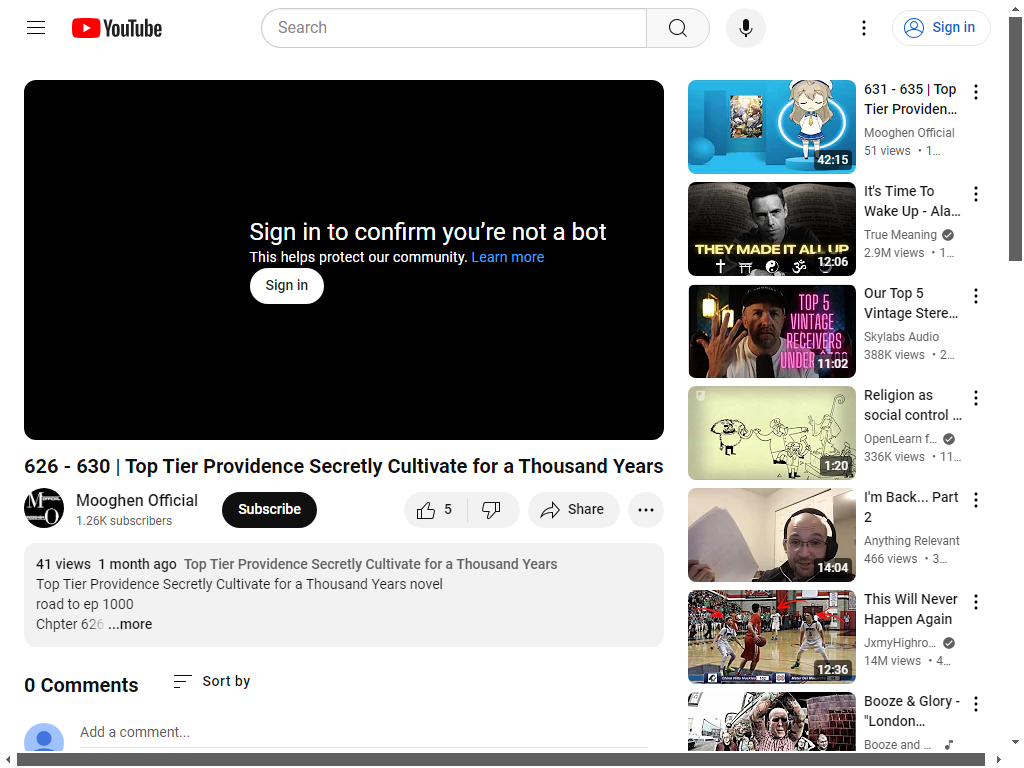 YouTube
Search
Sign in
Sign in to confirm you’re not a bot
This helps protect our community. Learn more
Sign in
626 - 630 | Top Tier Providence Secretly Cultivate for a Thousand Years
Mooghen Official
1.26K subscribers
Subscribe
5
Share
41 views 1 month ago Top Tier Providence Secretly Cultivate for a Thousand Years
Top Tier Providence Secretly Cultivate for a Thousand Years novel
road to ep 1000
Chpter 626 ...more
0 Comments
Sort by
Add a comment...
42:15
631 - 635 | Top
Tier Providen...
Mooghen Official
51 views • 1...
THEY MADE IT ALL UP
12:06
It's Time To
Wake Up - Ala...
True Meaning
2.9M views • 1...
TOP 5
VINTAGE
RECEIVERS
UNDER
11:02
Our Top 5
Vintage Stere...
Skylabs Audio
388K views • 2...
1:20
Religion as
social control ...
OpenLearn f...
336K views • 11...
14:04
I'm Back... Part
2
Anything Relevant
466 views • 3...
12:36
This Will Never
Happen Again
JxmyHighro...
14M views • 4...
Booze & Glory -
"London...
Booze and ...